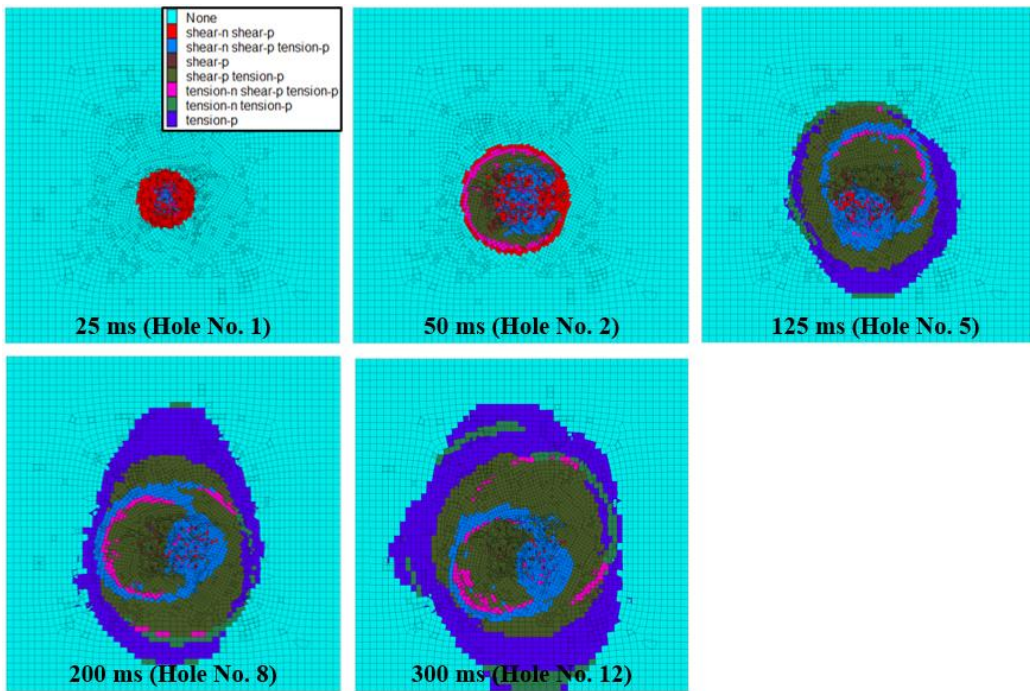 None
shear-n shear-p
shear-n shear-p tension-p
shear-p
shear-p tension-p
tension-n shear-p tension-p
tension-n tension-p
tension-p
25 ms (Hole No. 1)
50 ms (Hole No. 2)
125 ms (Hole No. 5)
200 ms (Hole No. 8)
300 ms (Hole No. 12)